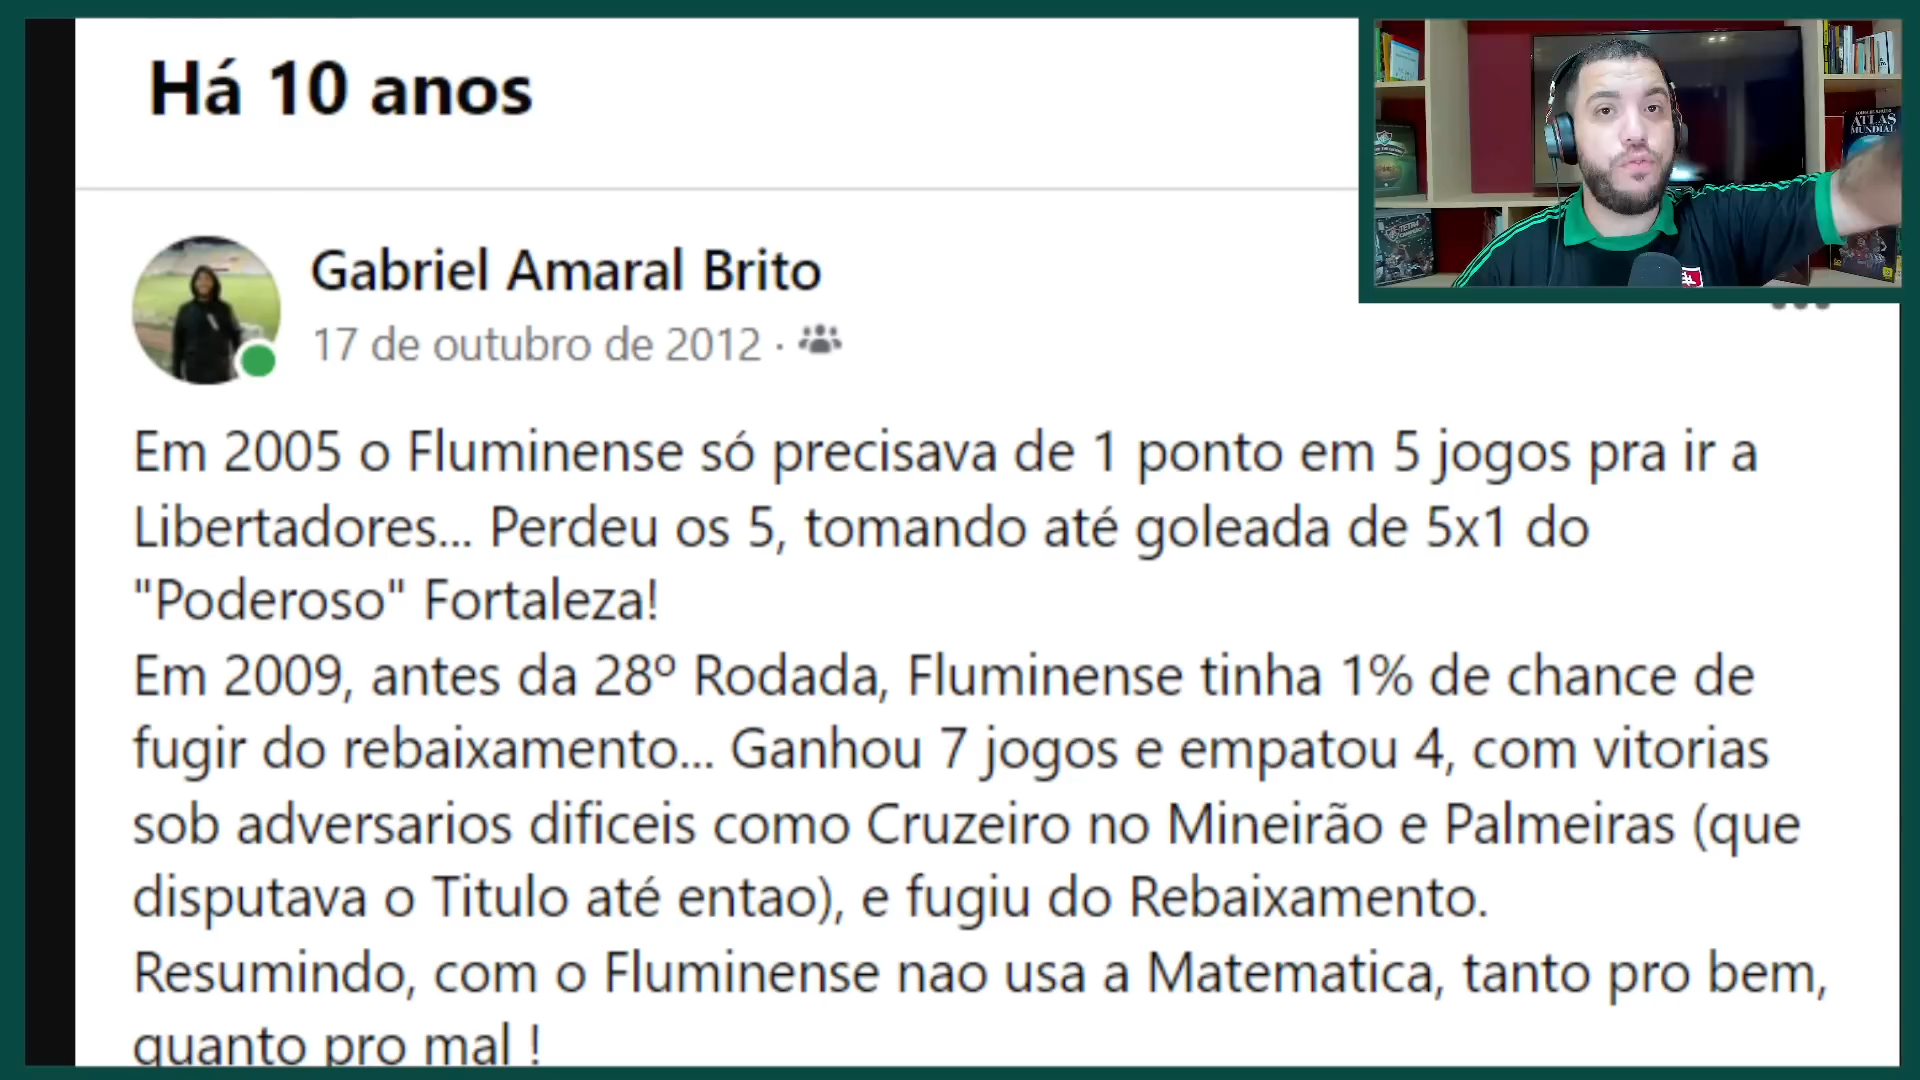 Há 10 anos
Gabriel Amaral Brito
17 de outubro de 2012 ·
Em 2005 o Fluminense só precisava de 1 ponto em 5 jogos pra ir a
Libertadores... Perdeu os 5, tomando até goleada de 5x1 do
"Poderoso" Fortaleza!
Em 2009, antes da 28º Rodada, Fluminense tinha 1% de chance de
fugir do rebaixamento... Ganhou 7 jogos e empatou 4, com vitorias
sob adversarios dificeis como Cruzeiro no Mineirão e Palmeiras (que
disputava o Titulo até entao), e fugiu do Rebaixamento.
Resumindo, com o Fluminense nao usa a Matematica, tanto pro bem,
quanto pro mal !
ATLAS
MUNDIAL